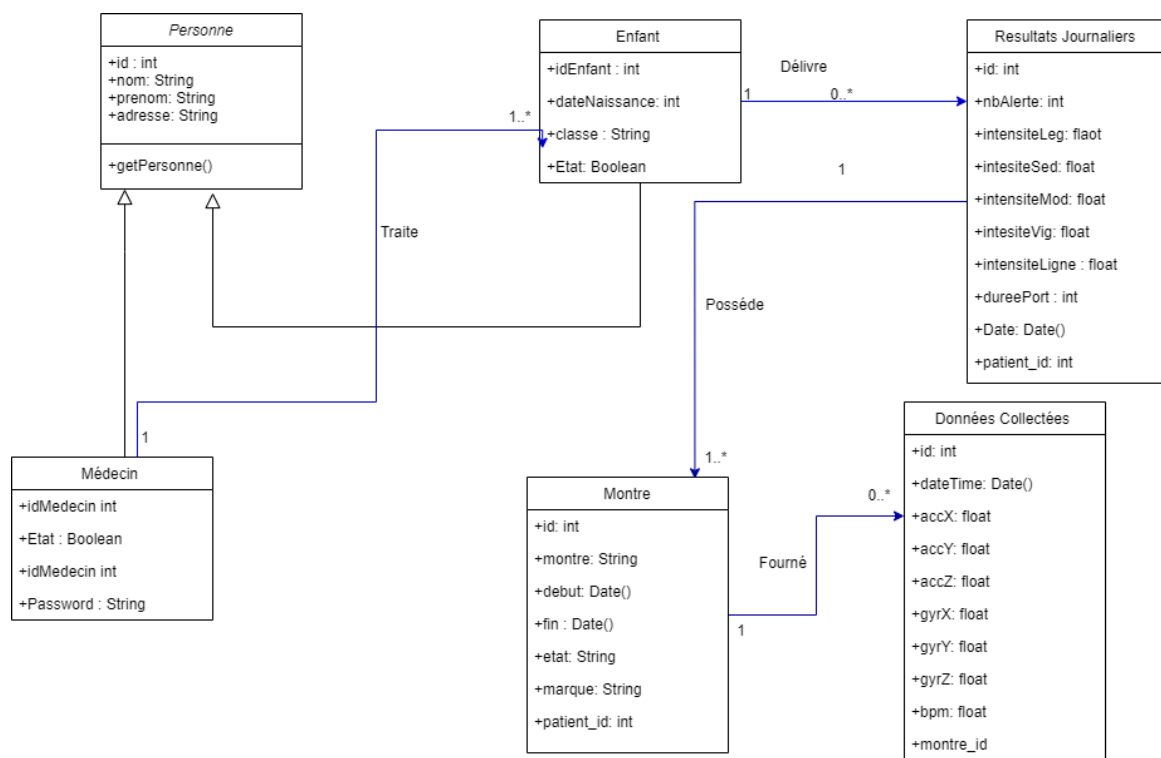 Personne
+id : int
+nom: String
+prenom: String
+adresse: String
+getPersonne()
Enfant
+idEnfant : int
+dateNaissance: int
+classe : String
+Etat: Boolean
Délivre
1
0..*
Resultats Journaliers
+id: int
+nbAlerte: int
+intensiteLeg: flaot
+intesiteSed: float
+intensiteMod: float
+intesiteVig: float
+intensiteLigne : float
+dureePort : int
+Date: Date()
+patient_id: int
1..*
Traite
1
1
Posséde
1..*
Médecin
+idMedecin int
+Etat : Boolean
+idMedecin int
+Password : String
Montre
+id: int
+montre: String
+debut: Date()
+fin : Date()
+etat: String
+marque: String
+patient_id: int
Fourné
1
0..*
Données Collectées
+id: int
+dateTime: Date()
+accX: float
+accY: float
+accZ: float
+gyrX: float
+gyrY: float
+gyrZ: float
+bpm: float
+montre_id